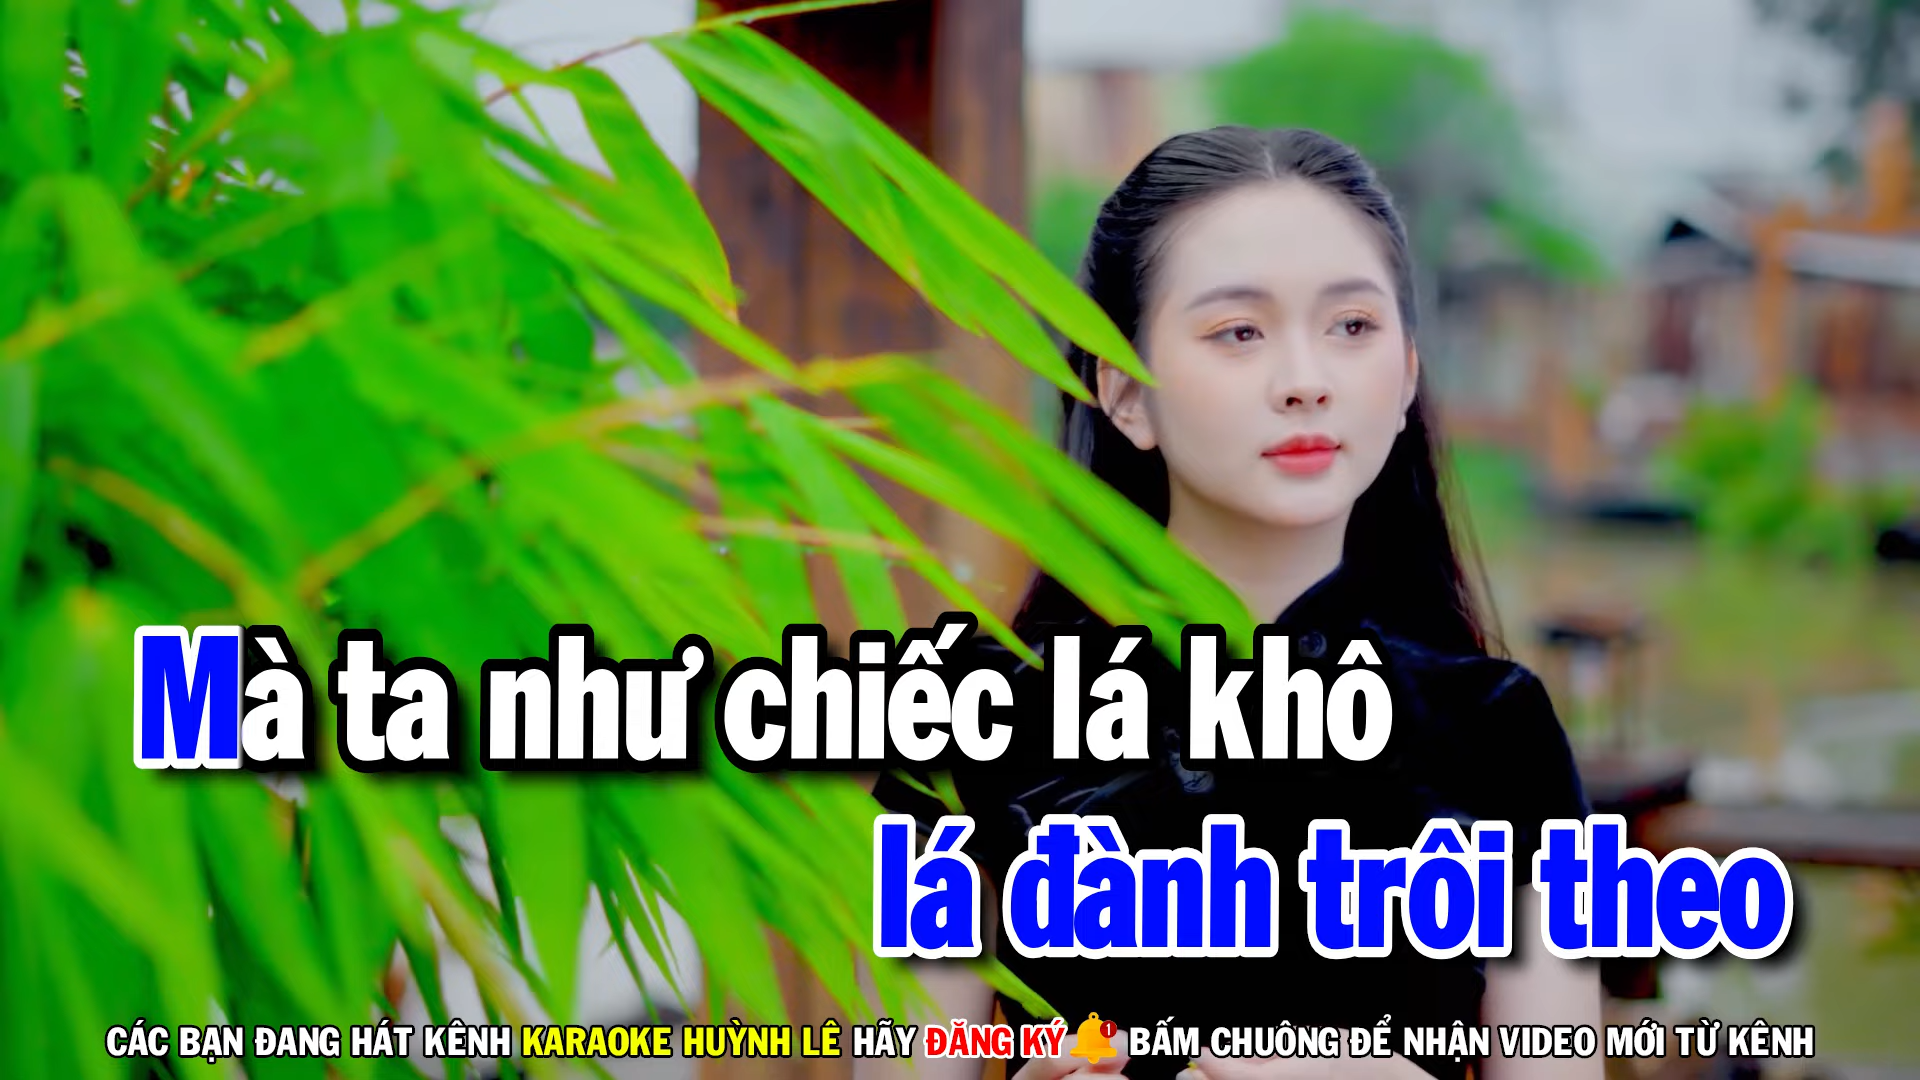 Mà ta như chiếc lá khô
lá đành trôi theo
CÁC BẠN ĐANG HÁT KÊNH KARAOKE HUỲNH LÊ HÃY ĐĂNG KÝ 1 BẤM CHUÔNG ĐỂ NHẬN VIDEO MỚI TỪ KÊNH